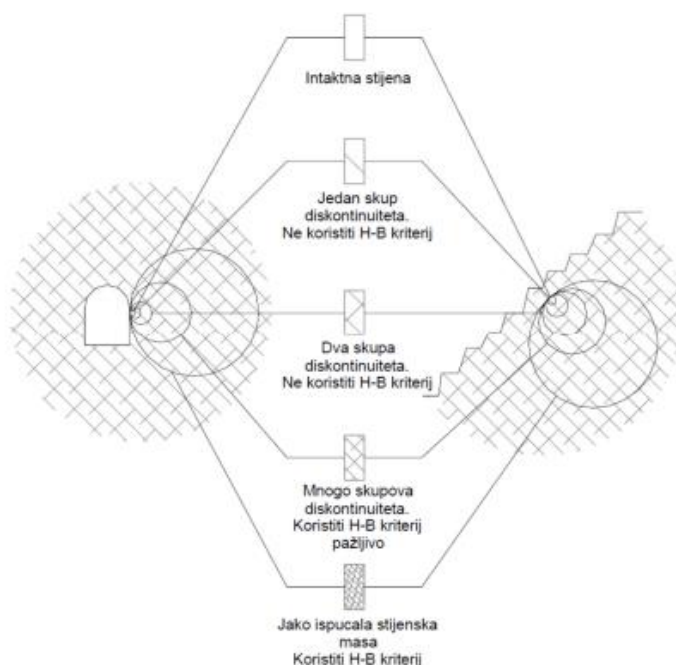 Intaktna stijena
Jedan skup
diskontinuiteta.
Ne koristiti H-B kriterij
Dva skupa
diskontinuiteta.
Ne koristiti H-B kriterij
Mnogo skupova
diskontinuiteta.
Koristiti H-B kriterij
pažljivo
Jako ispucala stijenska
masa
Koristiti H-B kriterij